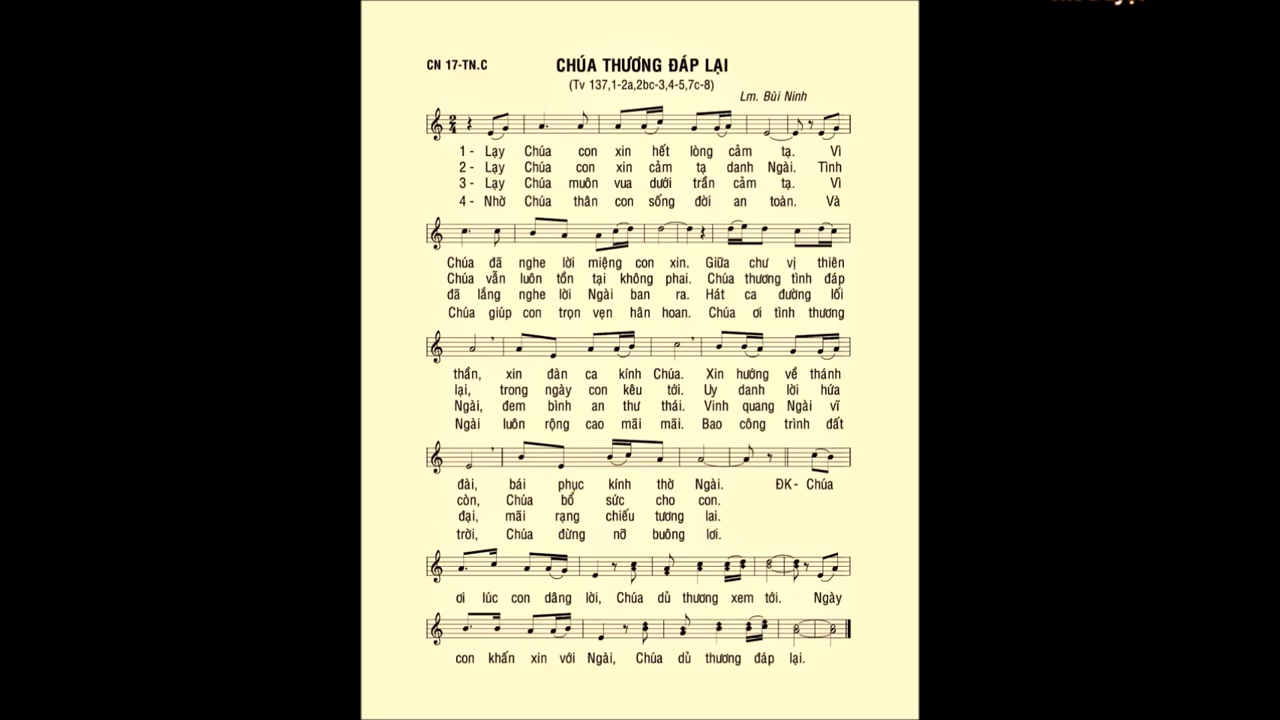 CN 17-TN.C
CHÚA THƯƠNG ĐÁP LẠI
(Tv 137,1-2a,2bc-3,4-5,7c-8)
Lm. Bùi Ninh
1- Lạy Chúa con xin hết lòng cảm tạ. Vì
2- Lạy Chúa con xin cảm tạ danh Ngài. Tình
3- Lạy Chúa muôn vua dưới trần cảm tạ. Vì
4- Nhờ Chúa thân con sống đời an toàn. Và
Chúa đã nghe lời miệng con xin. Giữa chư vị thiên
Chúa vẫn luôn tồn tại không phai. Chúa thương tình đáp
đã lắng nghe lời Ngài ban ra. Hát ca đường lối
Chúa giúp con trọn vẹn hân hoan. Chúa ơi tình thương
thần, xin đàn ca kính Chúa. Xin hướng về thánh
lại, trong ngày con kêu tới. Uy danh lời hứa
Ngài, đem bình an thư thái. Vinh quang Ngài vĩ
Ngài luôn rộng cao mãi mãi. Bao công trình đất
đài, bái phục kính thờ Ngài. ĐK- Chúa
còn, Chúa bổ sức cho con.
đại, mãi rạng chiếu tương lai.
trời, Chúa đừng nỡ buông lơi.
ơi lúc con dâng lời, Chúa dủ thương xem tới. Ngày
con khấn xin với Ngài, Chúa dủ thương đáp lại.